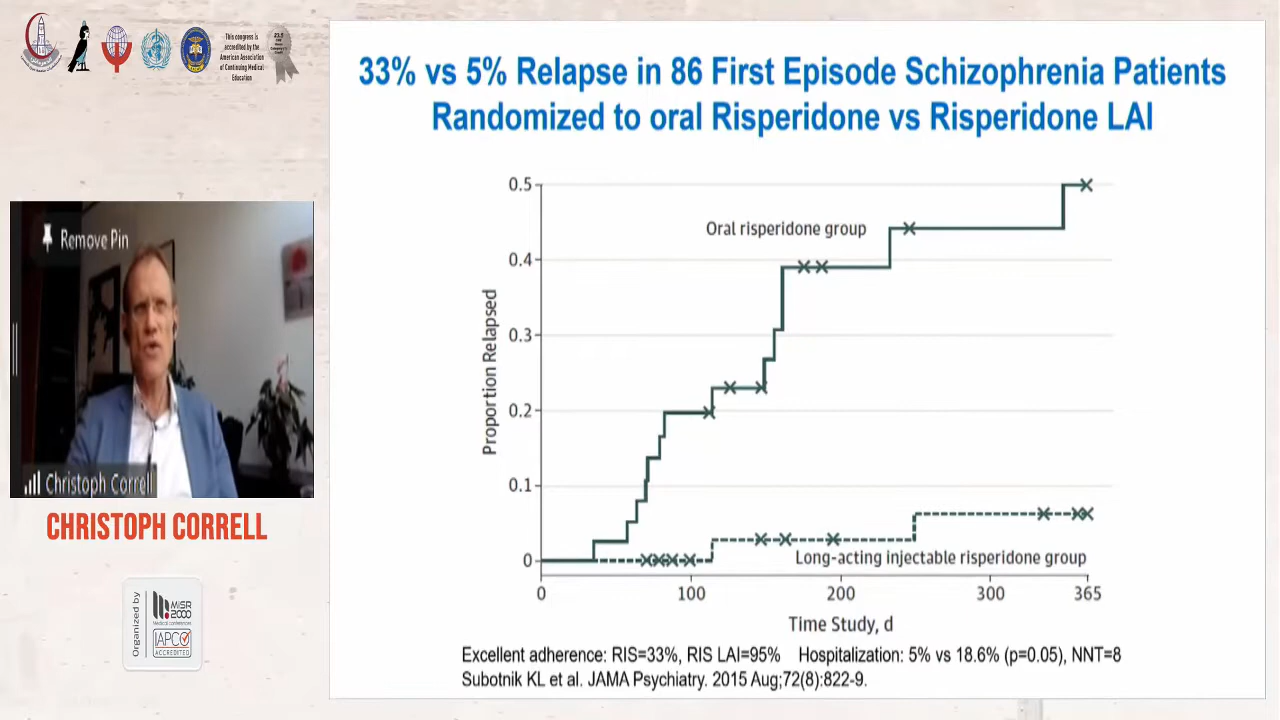 This congress is
accredited by the
American Association
of Continuing Medical
Education
33% vs 5% Relapse in 86 First Episode Schizophrenia Patients
Randomized to oral Risperidone vs Risperidone LAI
0.5
0.4
0.3
0.2
0.1
0
Proportion Relapsed
Oral risperidone group
Long-acting injectable risperidone group
0 100 200 300 365
Time Study, d
Excellent adherence: RIS=33%, RIS LAI=95% Hospitalization: 5% vs 18.6% (p=0.05), NNT=8
Subotnik KL et al. JAMA Psychiatry. 2015 Aug;72(8):822-9.
Remove Pin
Christoph Correll
CHRISTOPH CORRELL
Organized by
MISR
2000
Medical conferences
IAPCO
ACCREDITED